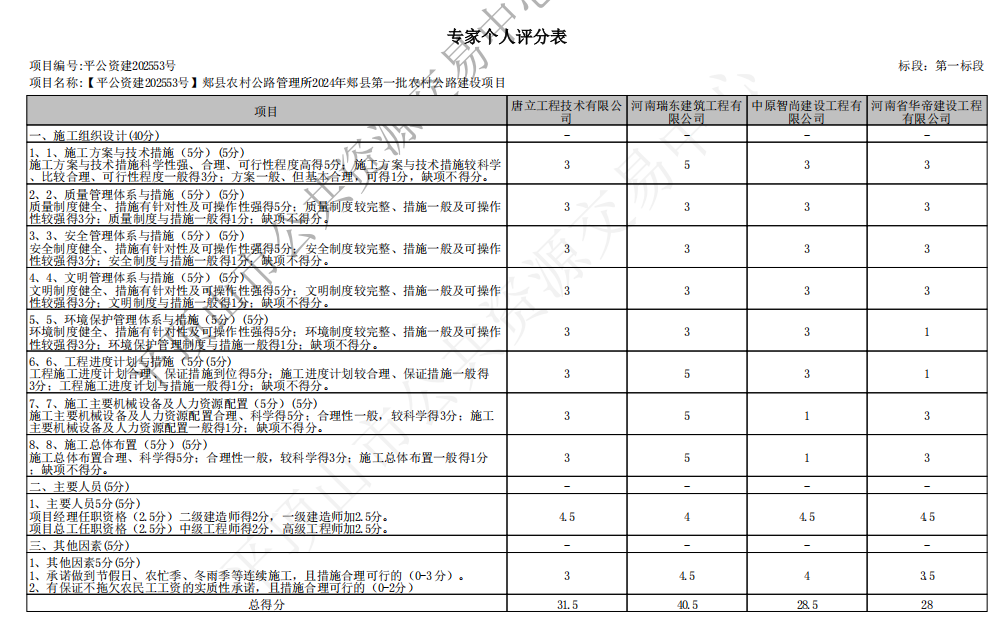 专家个人评分表
项目编号:平公资建202553号 标段：第一标段
项目名称:【平公资建202553号】郏县农村公路管理所2024年郏县第一批农村公路建设项目
项目 唐立工程技术有限公司 河南瑞东建筑工程有限公司 中原智尚建设工程有限公司 河南省华帝建设工程有限公司
一、施工组织设计(40分) － － － －
1、1、施工方案与技术措施（5分）(5分)
施工方案与技术措施科学性强、合理、可行性程度高得5分；施工方案与技术措施较科学
、比较合理、可行性程度一般得3分；方案一般、但基本合理，可得1分，缺项不得分。
3 5 3 3
2、2、质量管理体系与措施（5分）(5分)
质量制度健全、措施有针对性及可操作性强得5分；质量制度较完整、措施一般及可操作
性较强得3分；质量制度与措施一般得1分；缺项不得分。
3 3 3 3
3、3、安全管理体系与措施（5分）(5分)
安全制度健全、措施有针对性及可操作性强得5分；安全制度较完整、措施一般及可操作
性较强得3分；安全制度与措施一般得1分；缺项不得分。
3 3 3 3
4、4、文明管理体系与措施（5分）(5分)
文明制度健全、措施有针对性及可操作性强得5分；文明制度较完整、措施一般及可操作
性较强得3分；文明制度与措施一般得1分；缺项不得分。
3 3 3 3
5、5、环境保护管理体系与措施（5分）(5分)
环境制度健全、措施有针对性及可操作性强得5分；环境制度较完整、措施一般及可操作
性较强得3分；环境保护管理制度与措施一般得1分；缺项不得分。
3 3 3 1
6、6、工程进度计划与措施（5分(5分)
工程施工进度计划合理、保证措施到位得5分；施工进度计划较合理、保证措施一般得
3分；工程施工进度计划与措施一般得1分；缺项不得分。
3 5 3 1
7、7、施工主要机械设备及人力资源配置（5分）(5分)
施工主要机械设备及人力资源配置合理、科学得5分；合理性一般，较科学得3分；施工
主要机械设备及人力资源配置一般得1分；缺项不得分。
3 5 1 3
8、8、施工总体布置（5分）(5分)
施工总体布置合理、科学得5分；合理性一般，较科学得3分；施工总体布置一般得1分
；缺项不得分。
3 5 1 3
二、主要人员(5分) － － － －
1、主要人员5分(5分)
项目经理任职资格（2.5分）二级建造师得2分，一级建造师加2.5分。
项目总工任职资格（2.5分）中级工程师得2分，高级工程师加2.5分。
4.5 4 4.5 4.5
三、其他因素(5分) － － － －
1、其他因素5分(5分)
1、承诺做到节假日、农忙季、冬雨季等连续施工，且措施合理可行的（0-3分）。
2、有保证不拖欠农民工工资的实质性承诺，且措施合理可行的（0-2分）
3 4.5 4 3.5
总得分 31.5 40.5 28.5 28
平顶山市公共资源交易中心
平顶山市公共资源交易中心